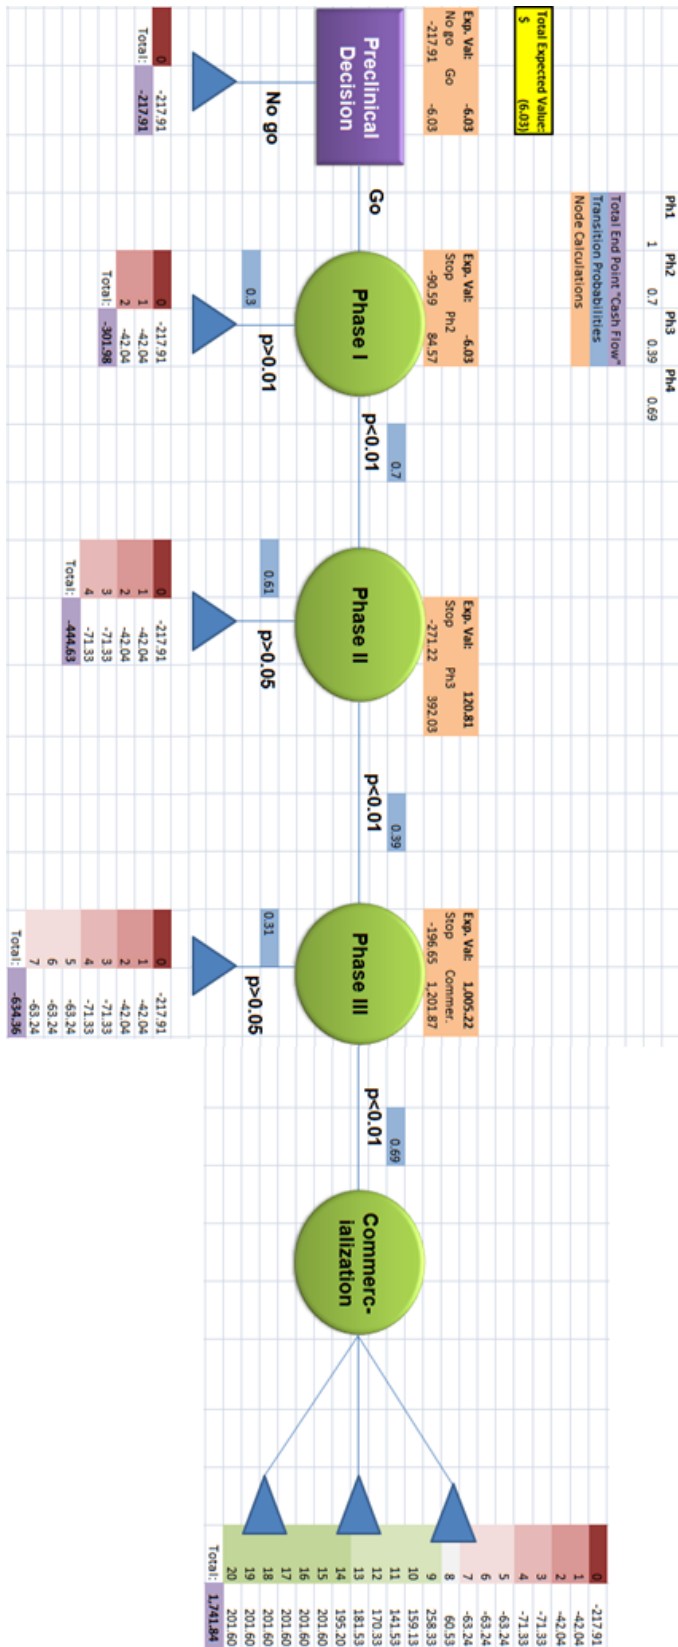 Ph1 Ph2 Ph3 Ph4
1 0.7 0.39 0.69
Total End Point "Cash Flow"
Transition Probabilities
Node Calculations
Total Expected Value:
$ (6.03)
Exp. Val: -6.03
No go Go
-217.91 -6.03
Exp. Val: -6.03
Stop Ph2
-90.59 84.57
Exp. Val: 120.81
Stop Ph3
-271.22 392.03
Exp. Val: 1,005.22
Stop Commer.
-196.65 1,201.87
Preclinical
Decision
Go
Phase I
0.7
p<0.01
Phase II
0.39
p<0.01
Phase III
0.69
p<0.01
Commerc-
ialization
No go
0.3
p>0.01
0.61
p>0.05
0.31
p>0.05
0 -217.91
Total: -217.91
0 -217.91
1 -42.04
2 -42.04
Total: -301.98
0 -217.91
1 -42.04
2 -42.04
3 -71.33
4 -71.33
Total: -444.63
0 -217.91
1 -42.04
2 -42.04
3 -71.33
4 -71.33
5 -63.24
6 -63.24
7 -63.24
Total: -634.36
0 -217.91
1 -42.04
2 -42.04
3 -71.33
4 -71.33
5 -63.24
6 -63.24
7 -63.24
8 60.53
9 258.33
10 159.13
11 141.53
12 170.33
13 181.53
14 195.20
15 201.60
16 201.60
17 201.60
18 201.60
19 201.60
20 201.60
Total: 1,741.84